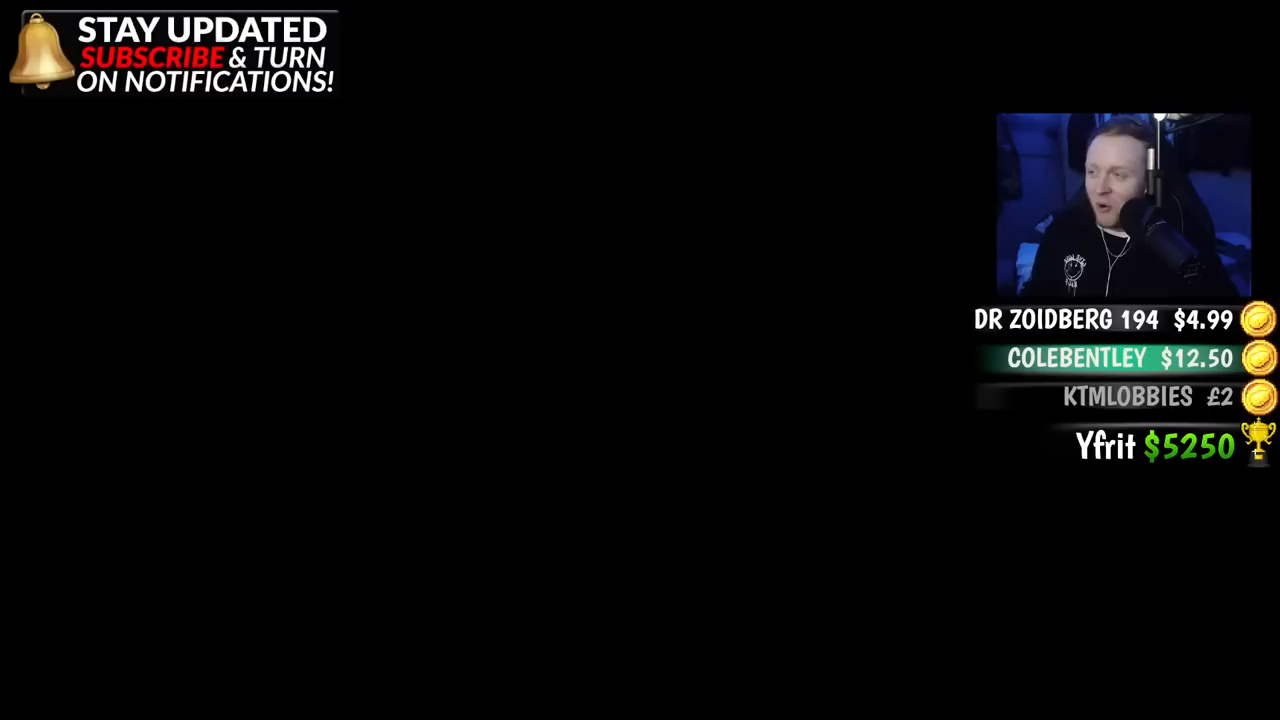 STAY UPDATED
SUBSCRIBE & TURN
ON NOTIFICATIONS!
DR ZOIDBERG 194 $4.99
COLEBENTLEY $12.50
KTMLOBBIES £2
Yfrit $5250